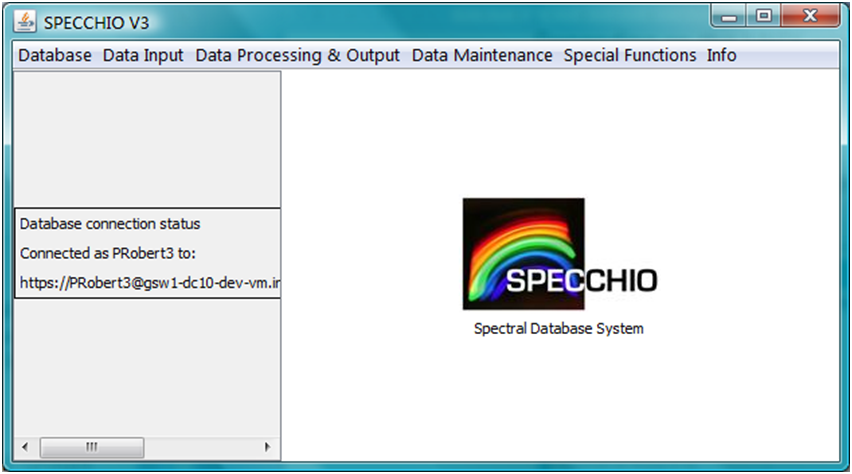 SPECCHIO V3
Database Data Input Data Processing & Output Data Maintenance Special Functions Info
Database connection status
Connected as PRobert3 to:
https://PRobert3@gsw1-dc10-dev-vm.ir
SPECCHIO
Spectral Database System